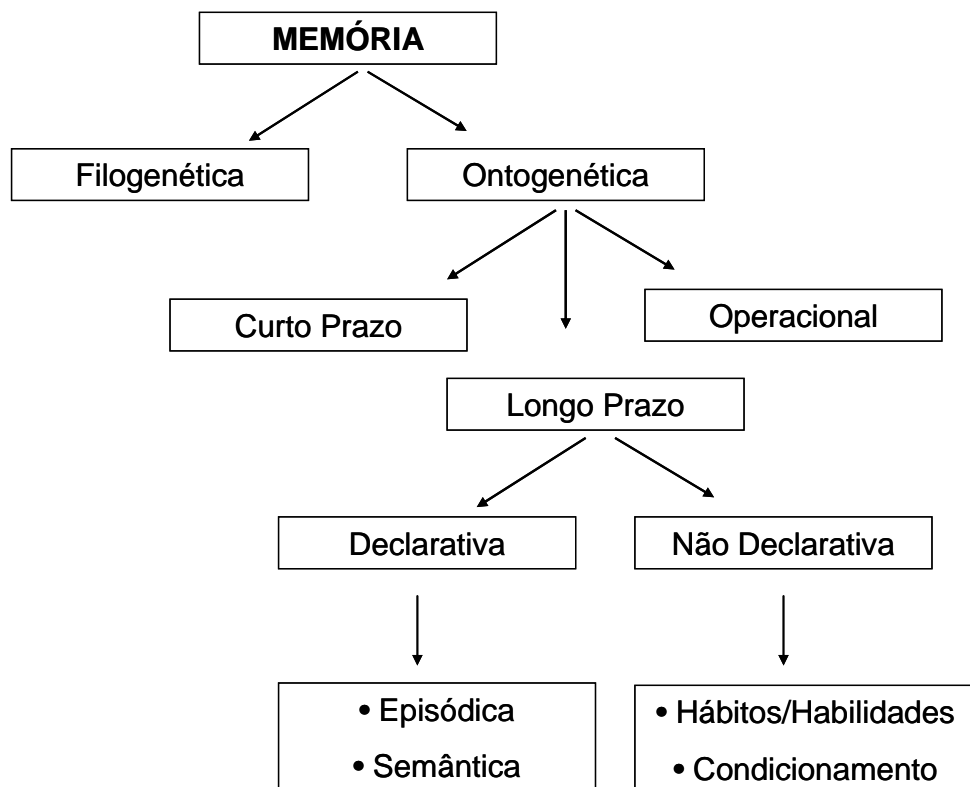 MEMÓRIA
Filogenética
Ontogenética
Curto Prazo
Operacional
Longo Prazo
Declarativa
Não Declarativa
• Episódica
• Semântica
• Hábitos/Habilidades
• Condicionamento